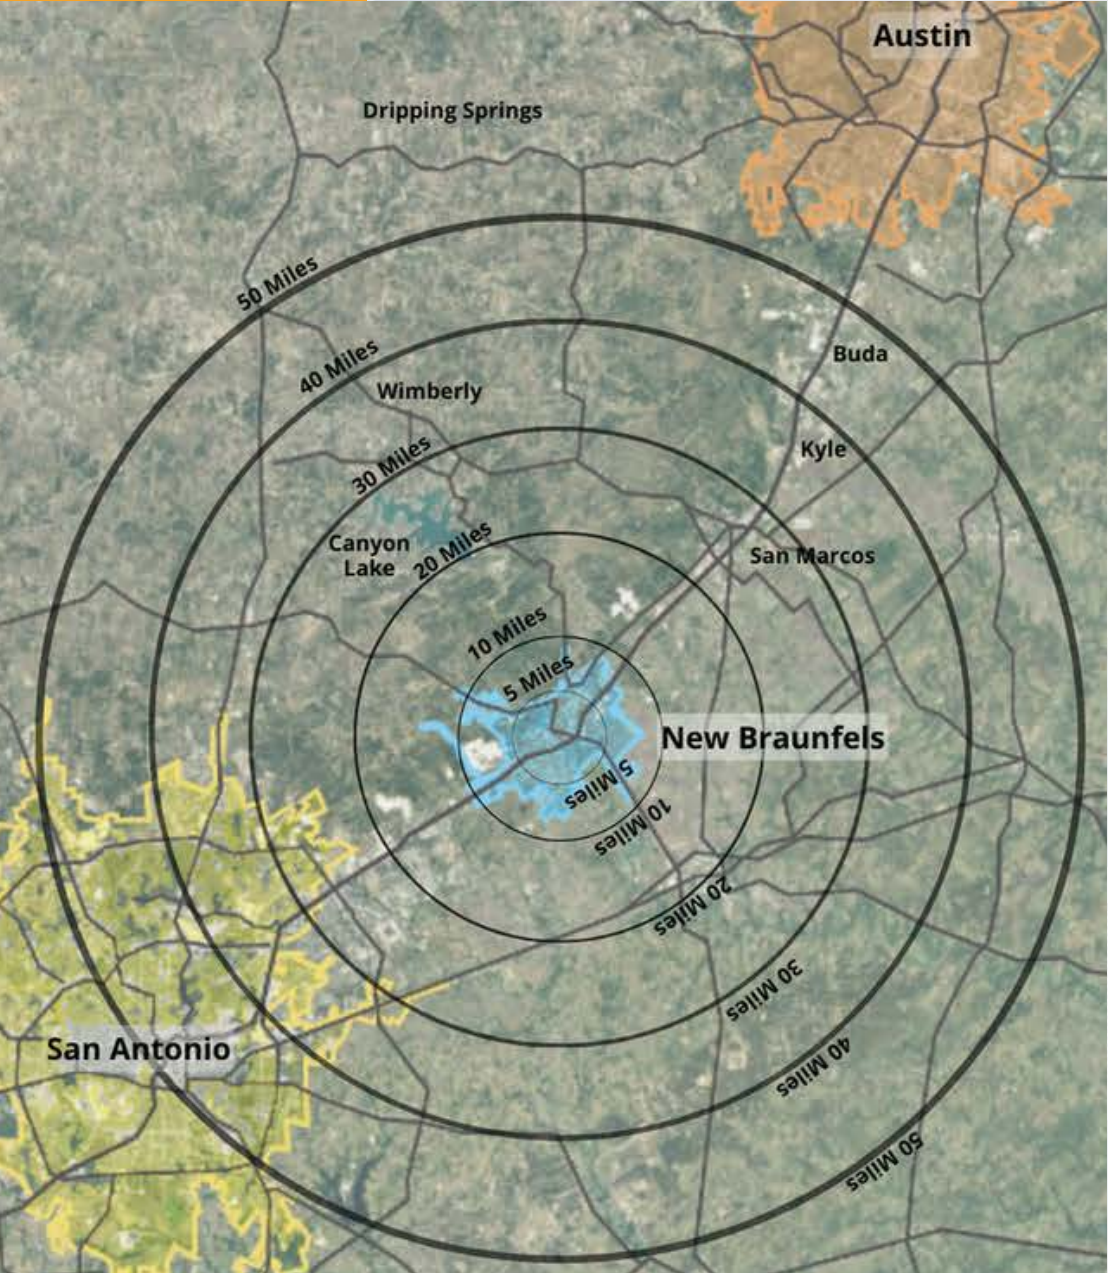 Austin
Dripping Springs
50 Miles
40 Miles
Buda
Wimberly
30 Miles
Kyle
20 Miles
Canyon
Lake
San Marcos
10 Miles
5 Miles
New Braunfels
5 Miles
10 Miles
20 Miles
30 Miles
San Antonio
40 Miles
50 Miles